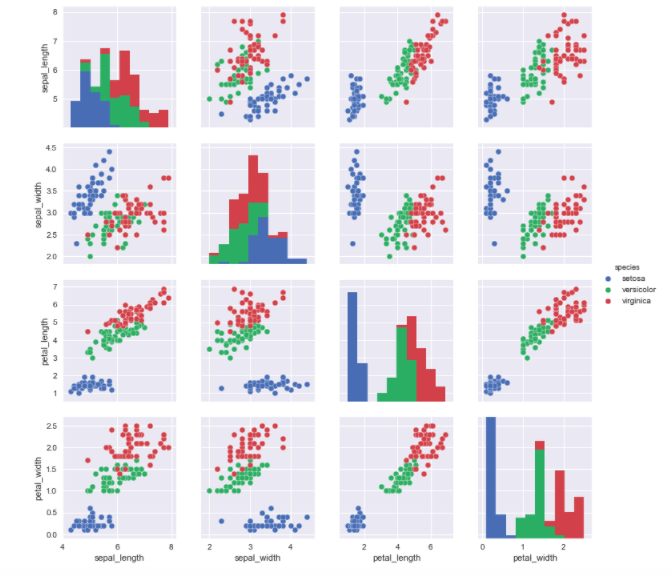 8
7
6
5
sepal_length
4.5
4.0
3.5
3.0
2.5
2.0
sepal_width
species
setosa
versicolor
virginica
7
6
5
4
3
2
1
petal_length
2.5
2.0
1.5
1.0
0.5
0.0
petal_width
4 6 8
2 3 4
2 4 6
0 1 2
sepal_length
sepal_width
petal_length
petal_width